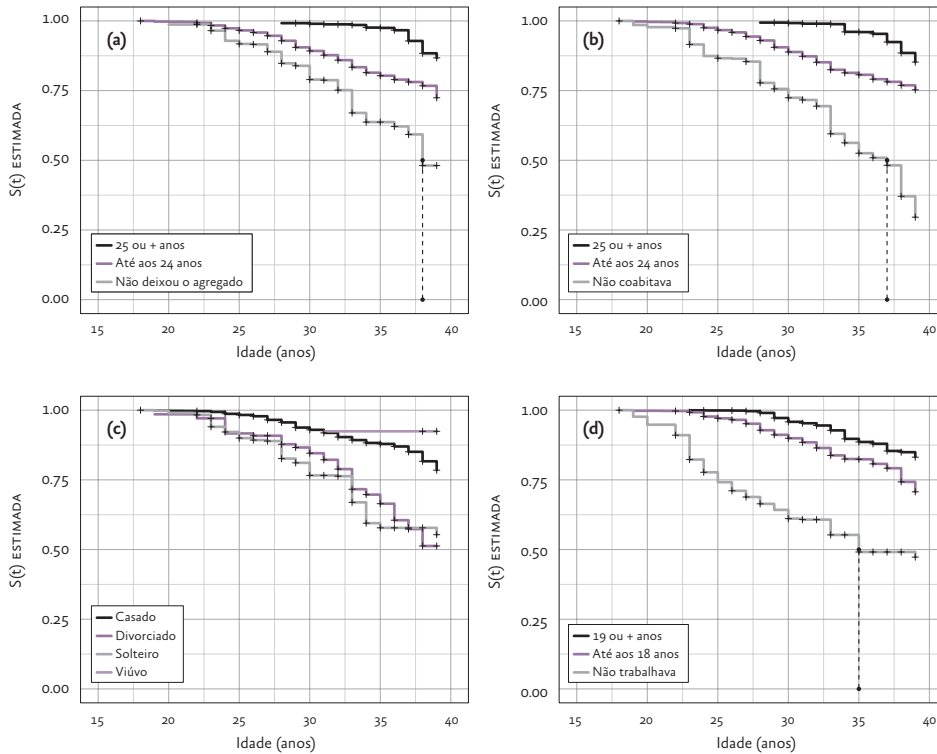 (a)
S(t) ESTIMADA
1.00
0.75
0.50
0.25
0.00
25 ou + anos
Até aos 24 anos
Não deixou o agregado
15 20 25 30 35 40
Idade (anos)
(b)
S(t) ESTIMADA
1.00
0.75
0.50
0.25
0.00
25 ou + anos
Até aos 24 anos
Não coabitava
15 20 25 30 35 40
Idade (anos)
(c)
S(t) ESTIMADA
1.00
0.75
0.50
0.25
0.00
Casado
Divorciado
Solteiro
Viúvo
15 20 25 30 35 40
Idade (anos)
(d)
S(t) ESTIMADA
1.00
0.75
0.50
0.25
0.00
19 ou + anos
Até aos 18 anos
Não trabalhava
15 20 25 30 35 40
Idade (anos)